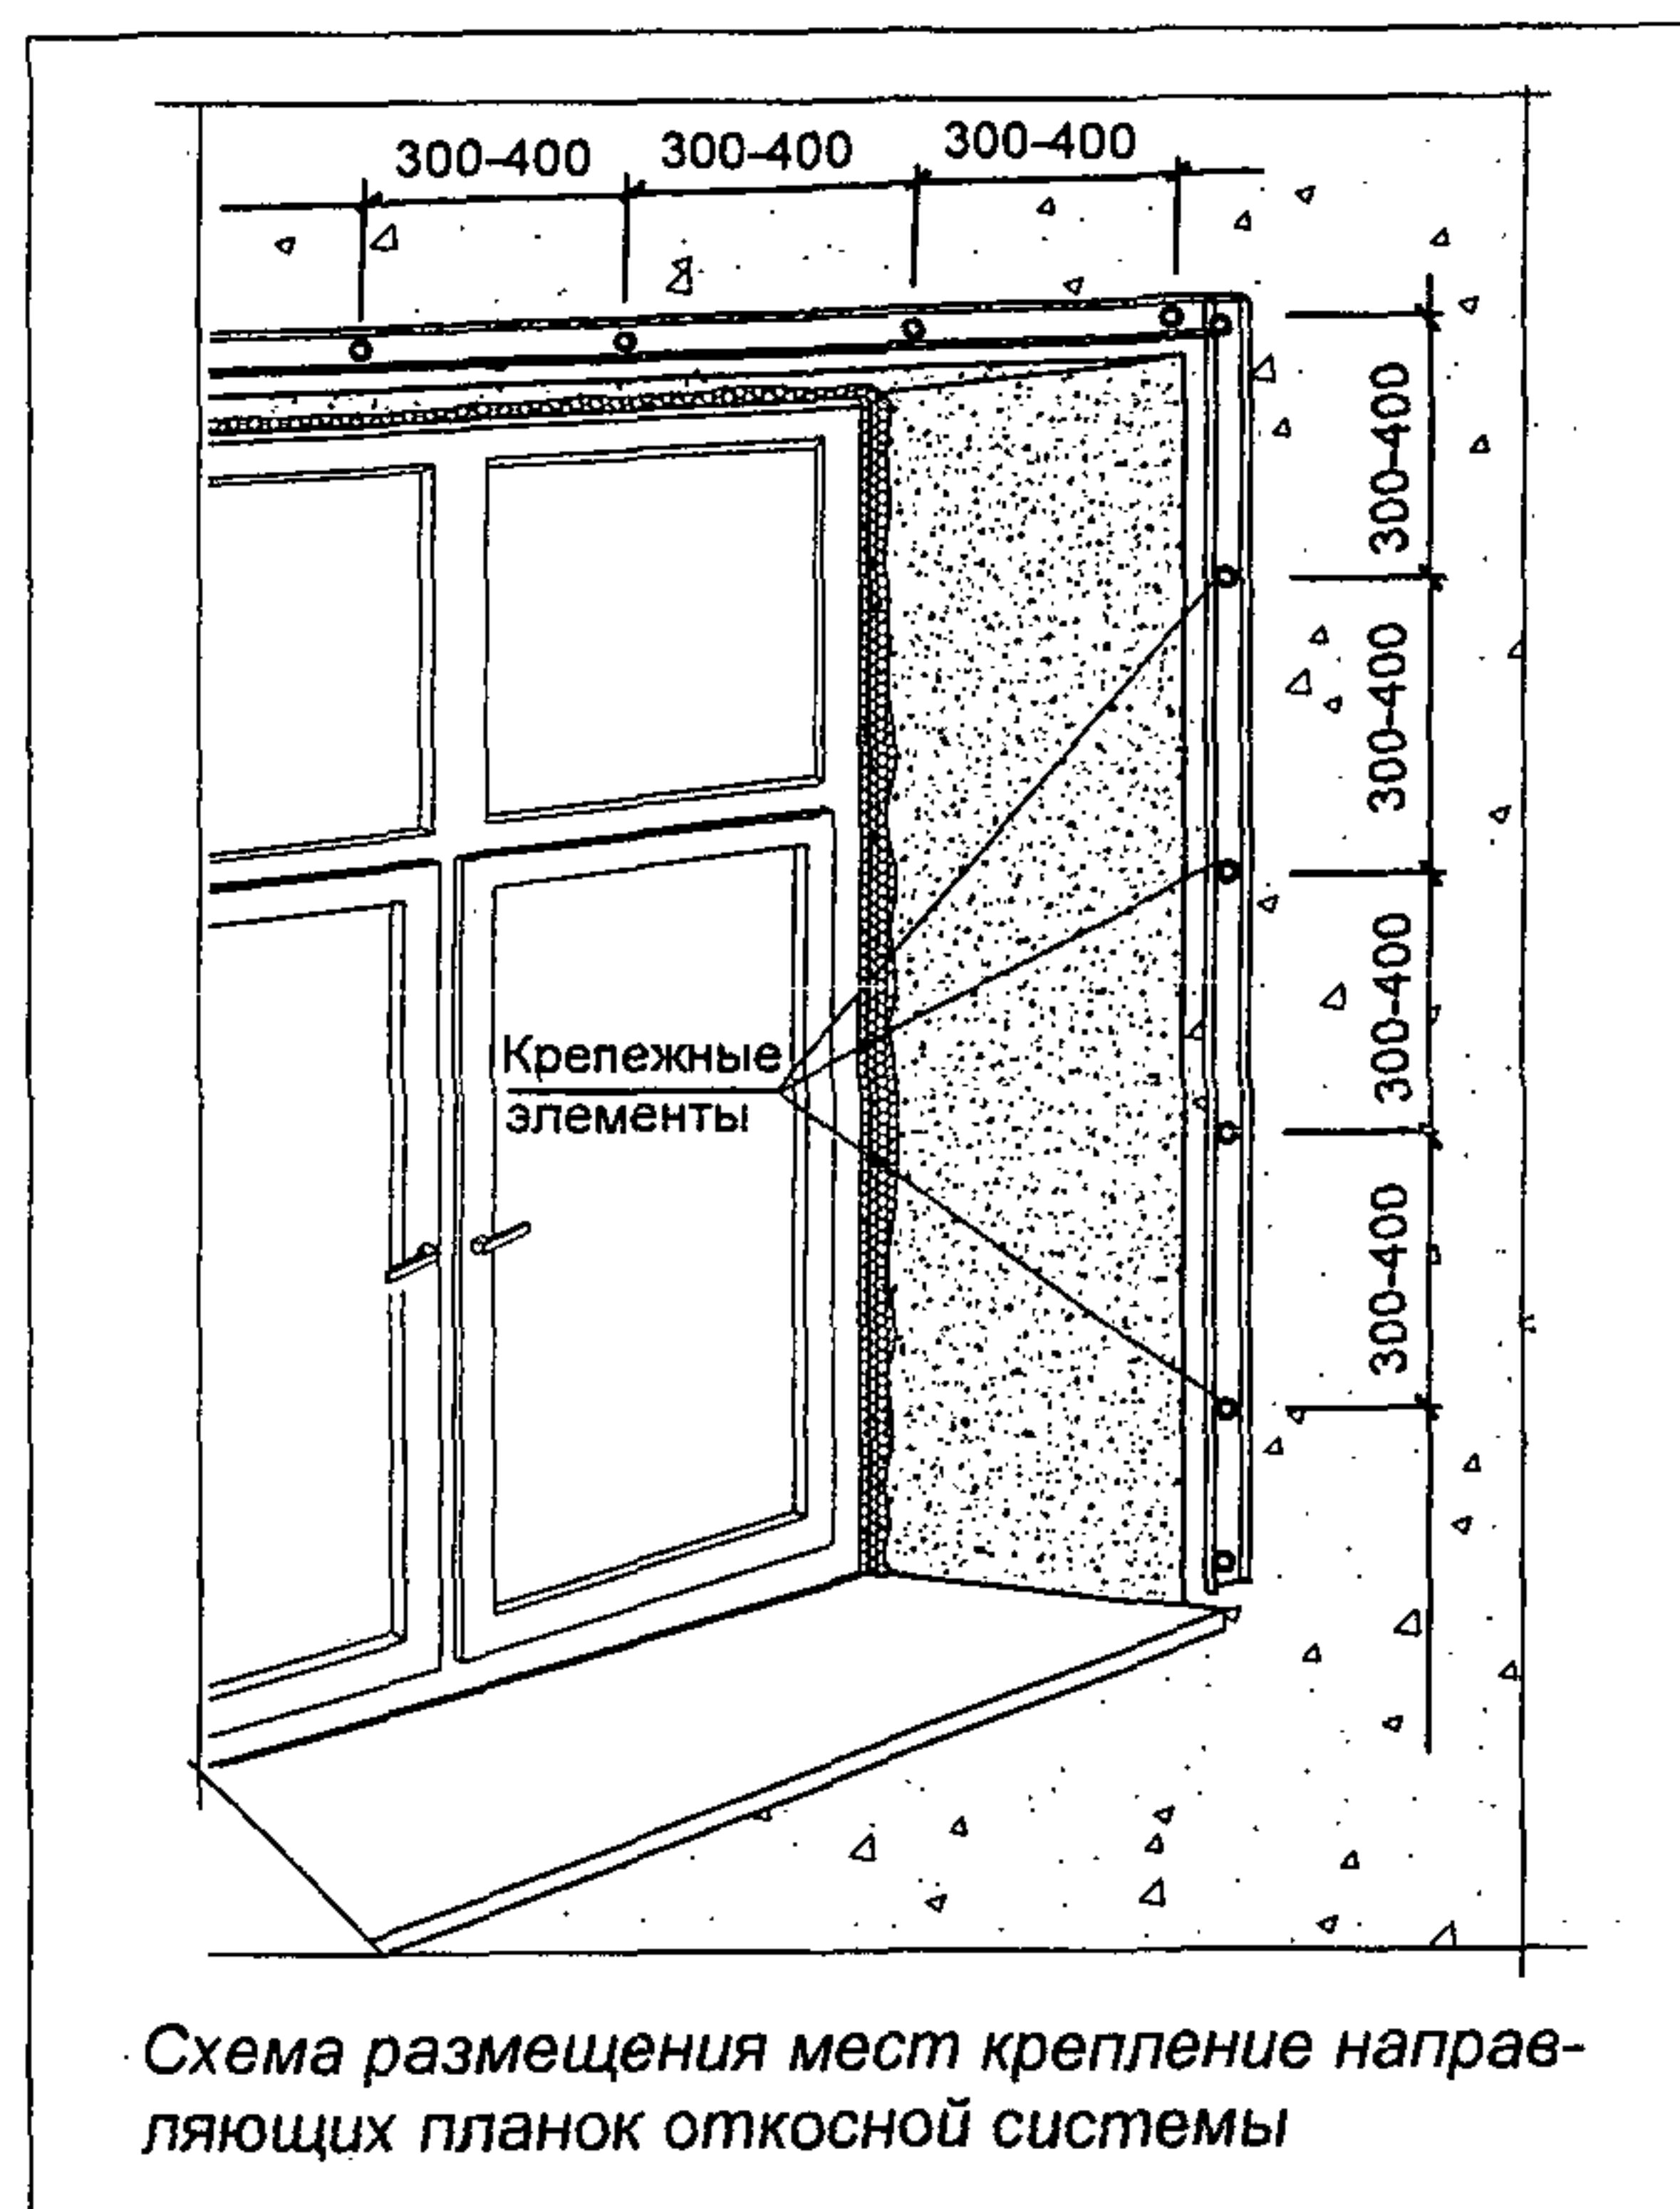 300-400
300-400
300-400
300-400
300-400
300-400
300-400
Крепежные
элементы
Схема размещения мест крепление направ-
ляющих планок откосной системы